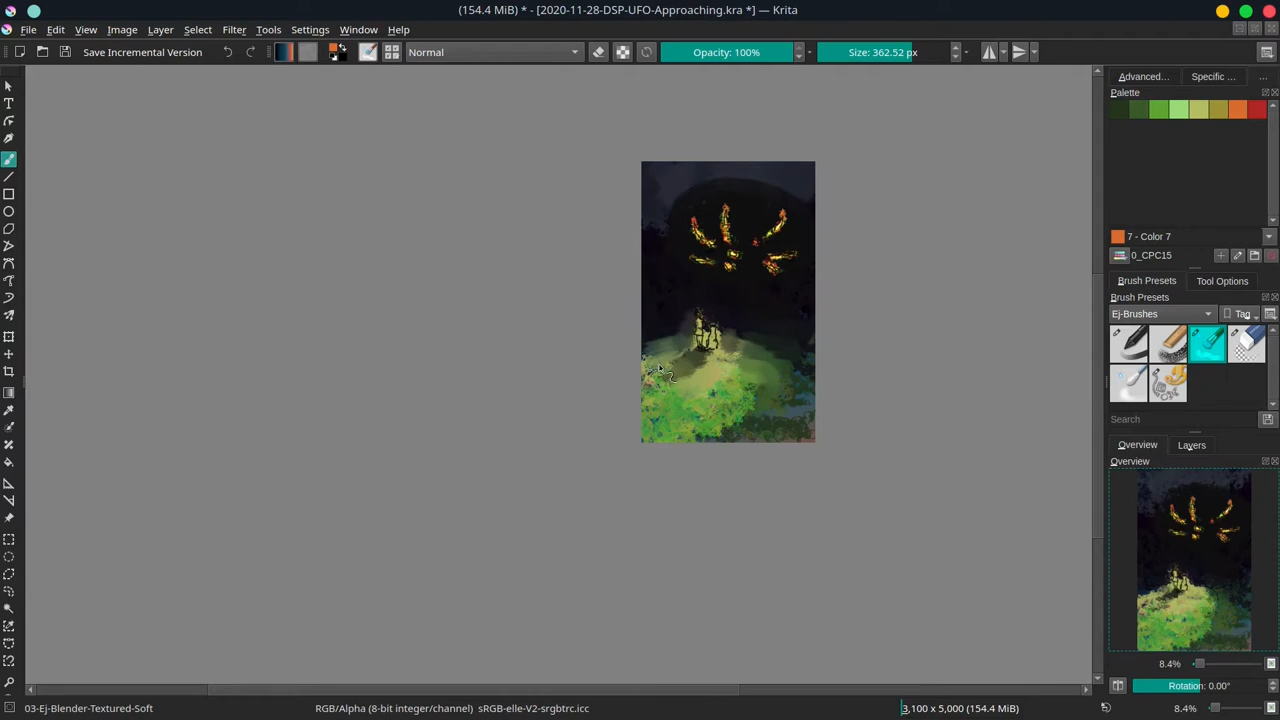 (154.4 MiB) * - [2020-11-28-DSP-UFO-Approaching.kra *] — Krita
File Edit View Image Layer Select Filter Tools Settings Window Help
Save Incremental Version Normal Opacity: 100% Size: 362.52 px
Advanced... Specific ... ...
Palette
7 - Color 7
0_CPC15
Brush Presets Tool Options
Brush Presets
Ej-Brushes Tag
Search
Overview Layers
Overview
8.4%
Rotation: 0.00°
03-Ej-Blender-Textured-Soft RGB/Alpha (8-bit integer/channel) sRGB-elle-V2-srgbtrc.icc 3,100 x 5,000 (154.4 MiB) 8.4%